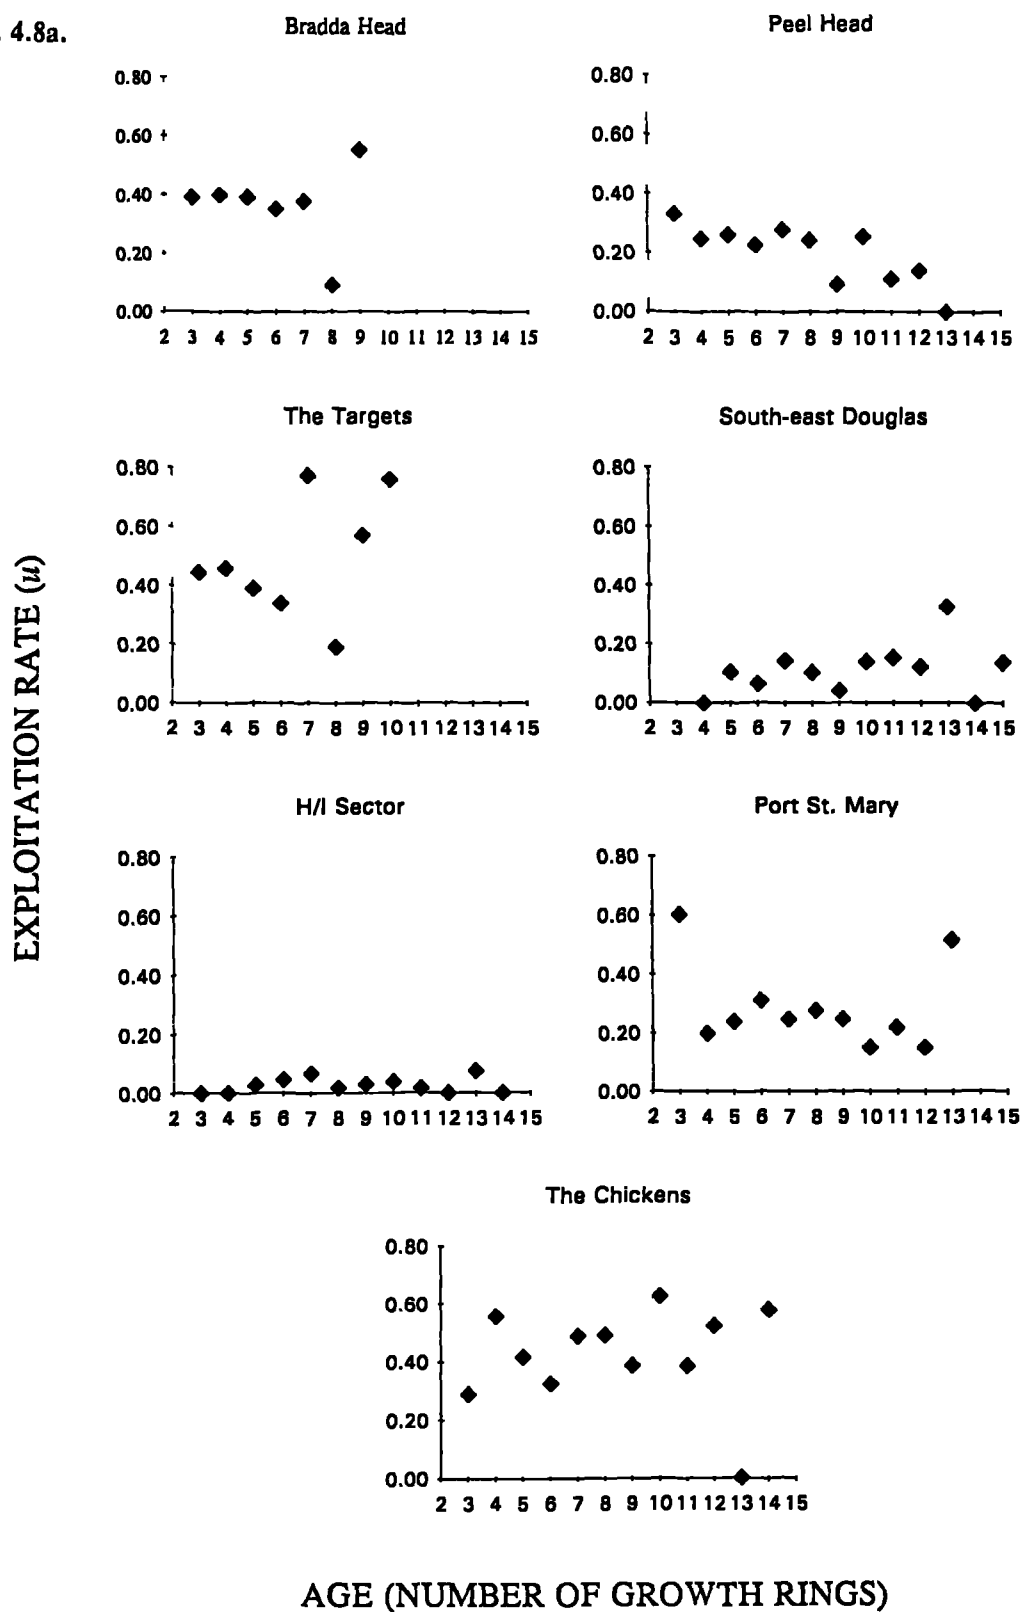 . 4.8a.
Bradda Head
0.80
0.60
0.40
0.20
0.00
2 3 4 5 6 7 8 9 10 11 12 13 14 15
Peel Head
0.80
0.60
0.40
0.20
0.00
2 3 4 5 6 7 8 9 10 11 12 13 14 15
The Targets
0.80
0.60
0.40
0.20
0.00
2 3 4 5 6 7 8 9 10 11 12 13 14 15
South-east Douglas
0.80
0.60
0.40
0.20
0.00
2 3 4 5 6 7 8 9 10 11 12 13 14 15
EXPLOITATION RATE (u)
H/I Sector
0.80
0.60
0.40
0.20
0.00
2 3 4 5 6 7 8 9 10 11 12 13 14 15
Port St. Mary
0.80
0.60
0.40
0.20
0.00
2 3 4 5 6 7 8 9 10 11 12 13 14 15
The Chickens
0.80
0.60
0.40
0.20
0.00
2 3 4 5 6 7 8 9 10 11 12 13 14 15
AGE (NUMBER OF GROWTH RINGS)